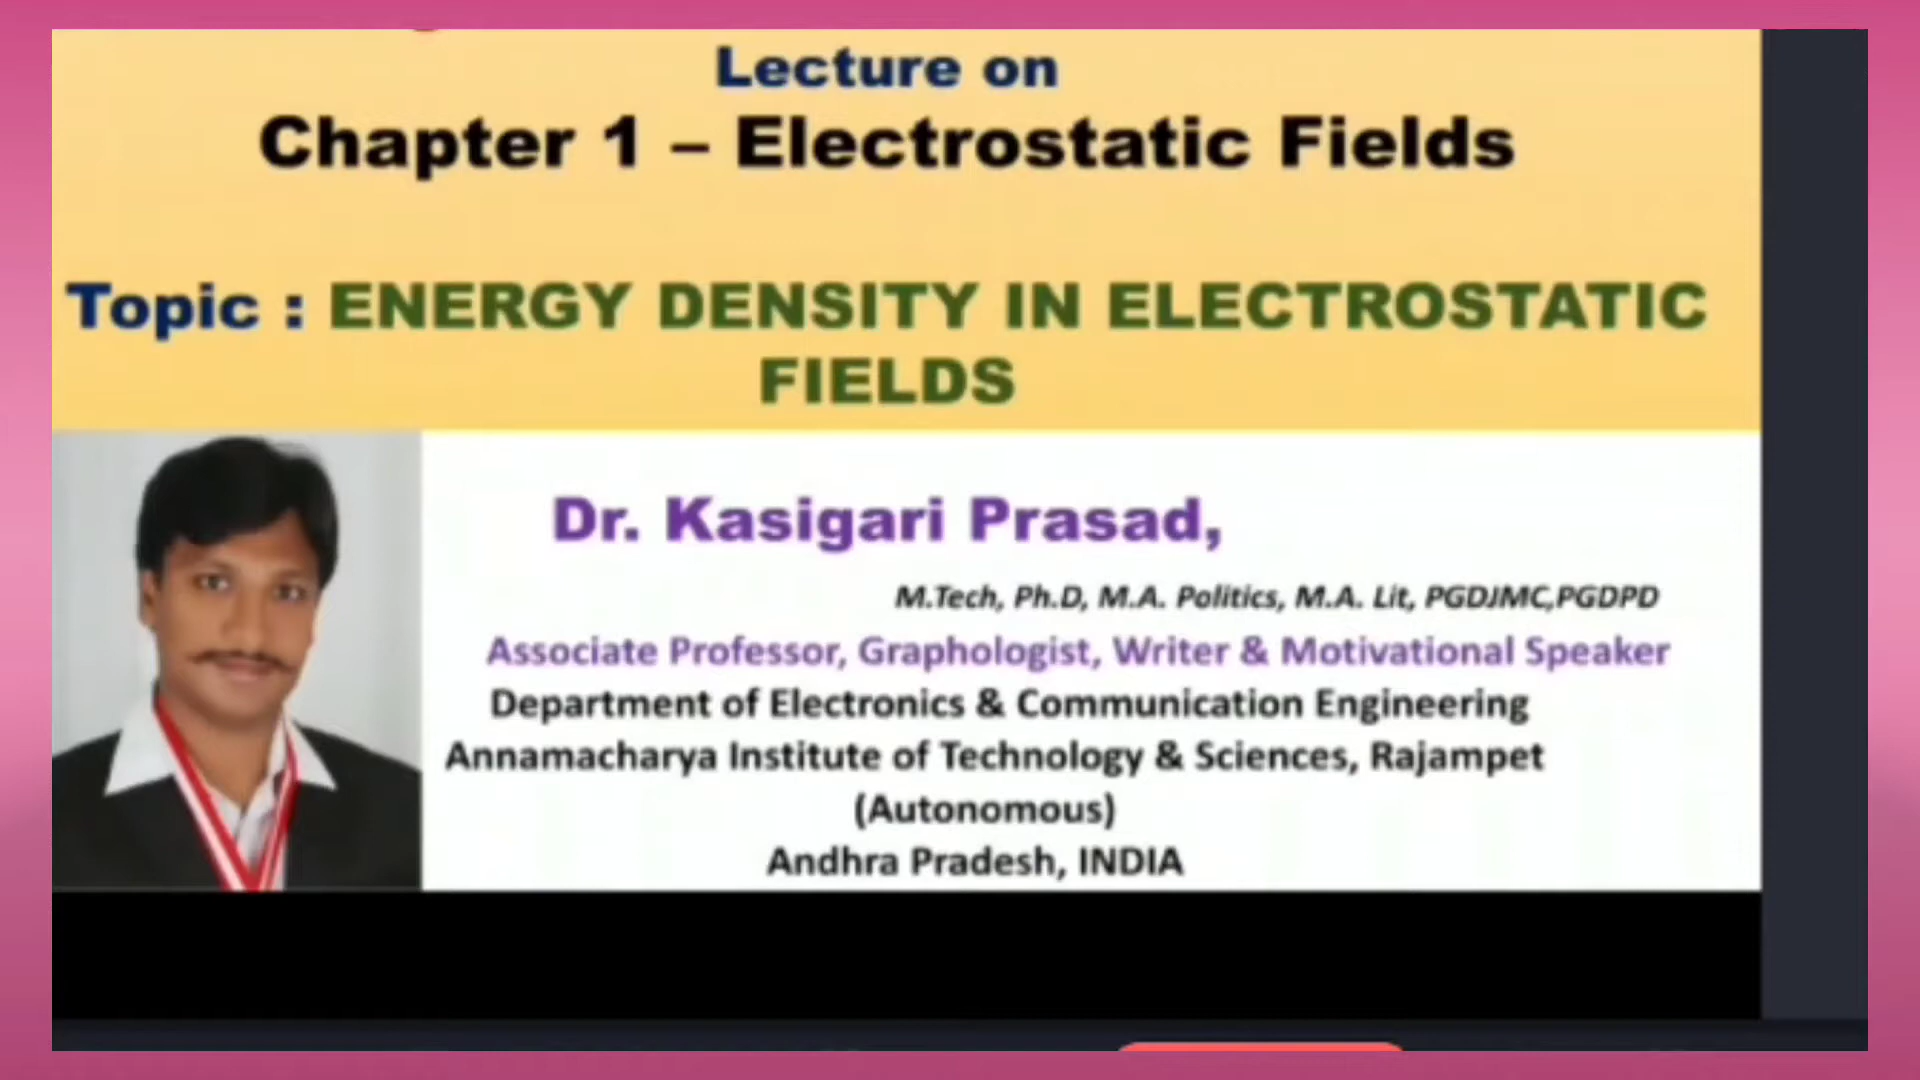 Lecture on
Chapter 1 – Electrostatic Fields
Topic : ENERGY DENSITY IN ELECTROSTATIC
FIELDS
Dr. Kasigari Prasad,
M.Tech, Ph.D, M.A. Politics, M.A. Lit, PGDJMC,PGDPD
Associate Professor, Graphologist, Writer & Motivational Speaker
Department of Electronics & Communication Engineering
Annamacharya Institute of Technology & Sciences, Rajampet
(Autonomous)
Andhra Pradesh, INDIA